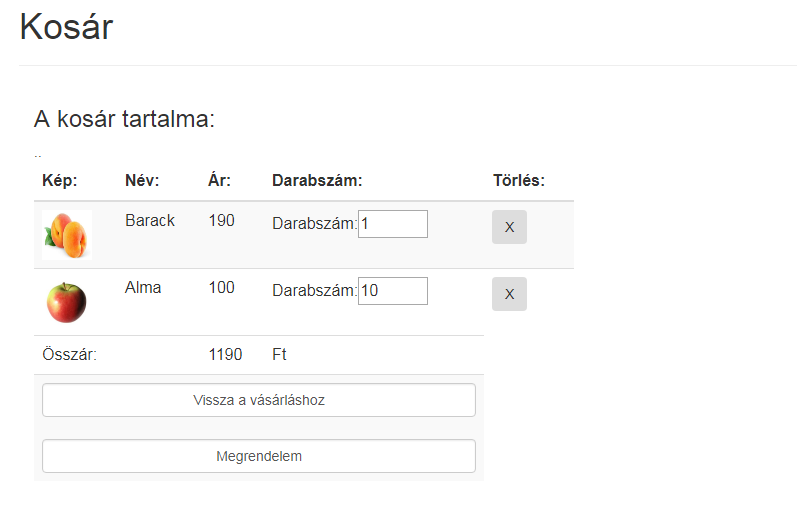 Kosár
A kosár tartalma:
..
Kép: Név: Ár: Darabszám: Törlés:
Barack 190 Darabszám: 1 X
Alma 100 Darabszám: 10 X
Összár: 1190 Ft
Vissza a vásárláshoz
Megrendelem